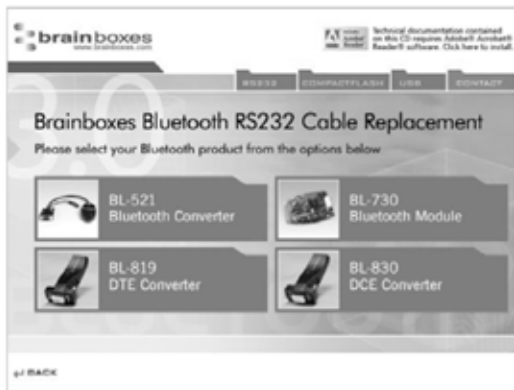 brainboxes
www.brainboxes.com
Technical documentation contained
on this CD requires Adobe® Acrobat®
Reader® software. Click here to install.
RS232
COMPACTFLASH
USB
CONTACT
Brainboxes Bluetooth RS232 Cable Replacement
Please select your Bluetooth product from the options below
BL-521
Bluetooth Converter
BL-730
Bluetooth Module
BL-819
DTE Converter
BL-830
DCE Converter
BACK